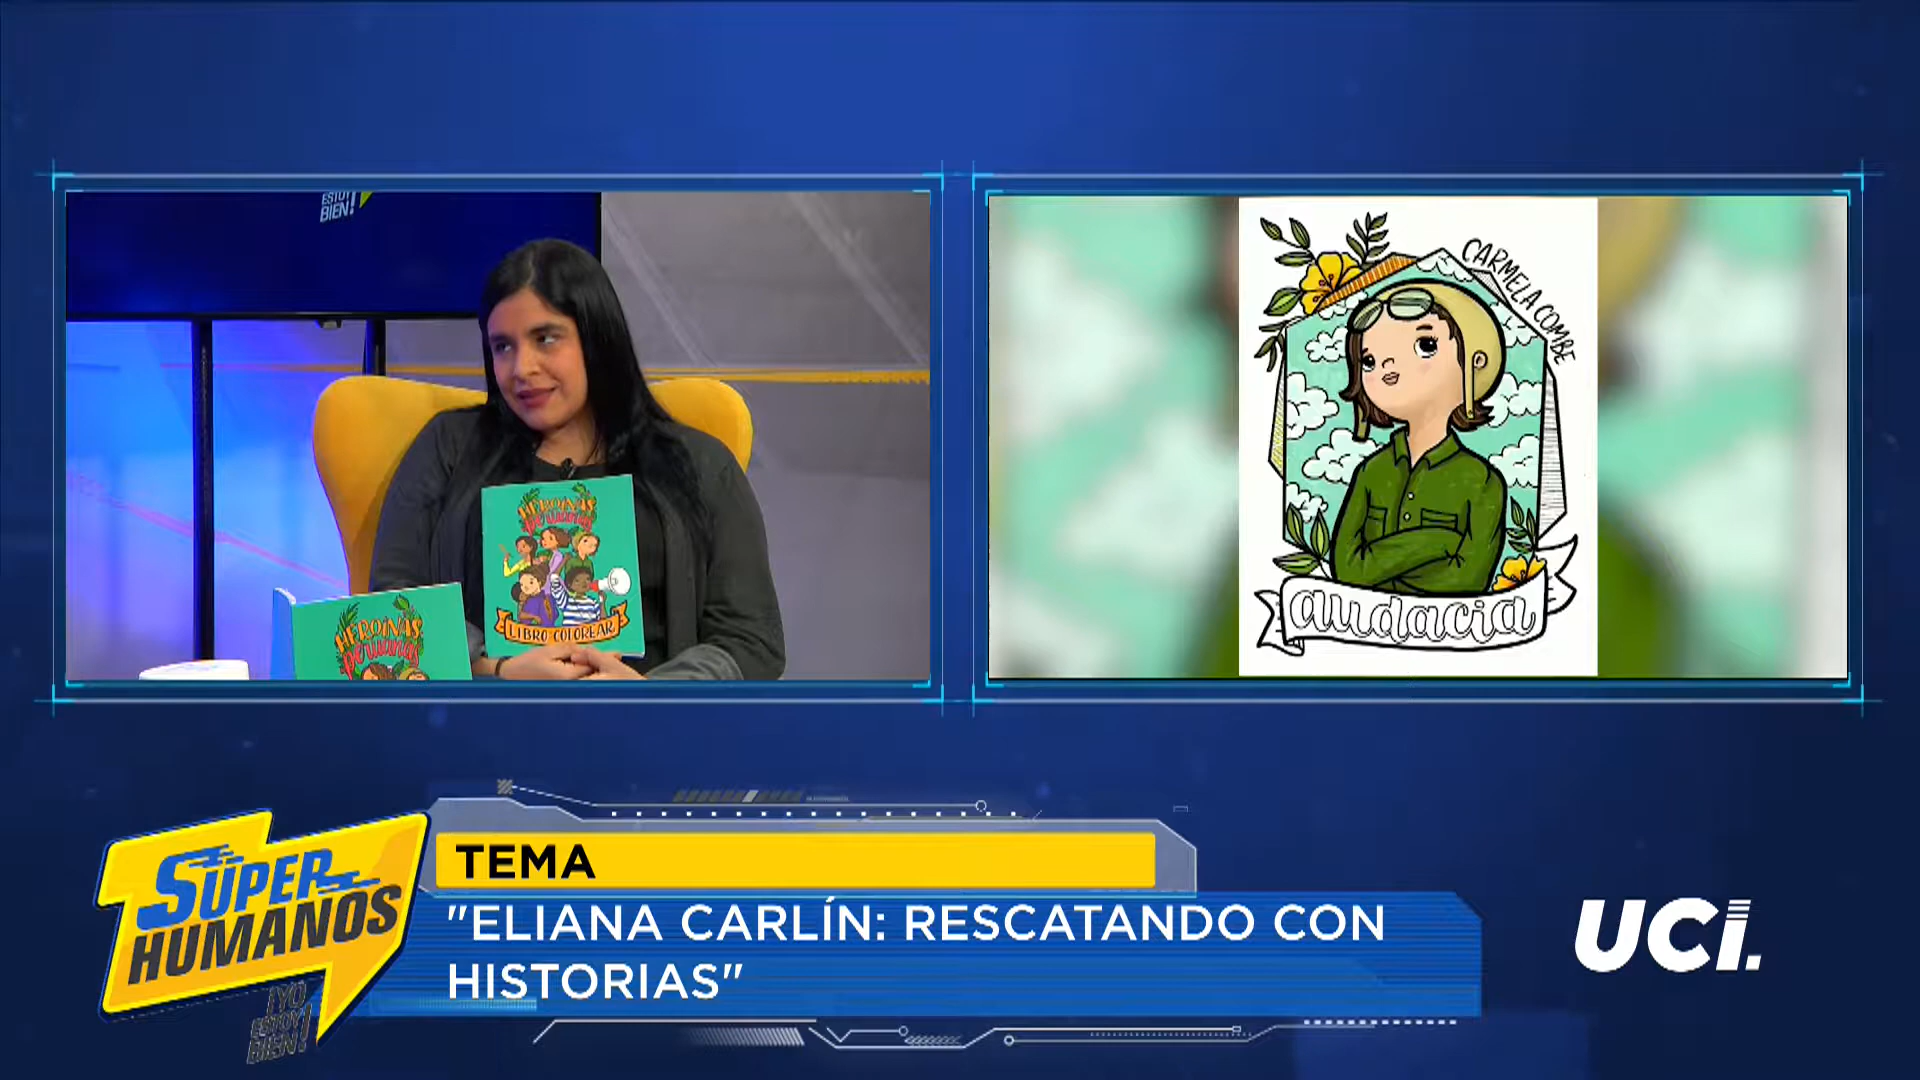 ESTOY
BIEN!
HEROÍNAS
peruanas
LIBRO COLOREAR
HEROÍNAS
peruanas
CARMELA COMBE
audacia
SÚPER
HUMANOS
¡YO
ESTOY
BIEN!
TEMA
"ELIANA CARLÍN: RESCATANDO CON
HISTORIAS"
UCI.